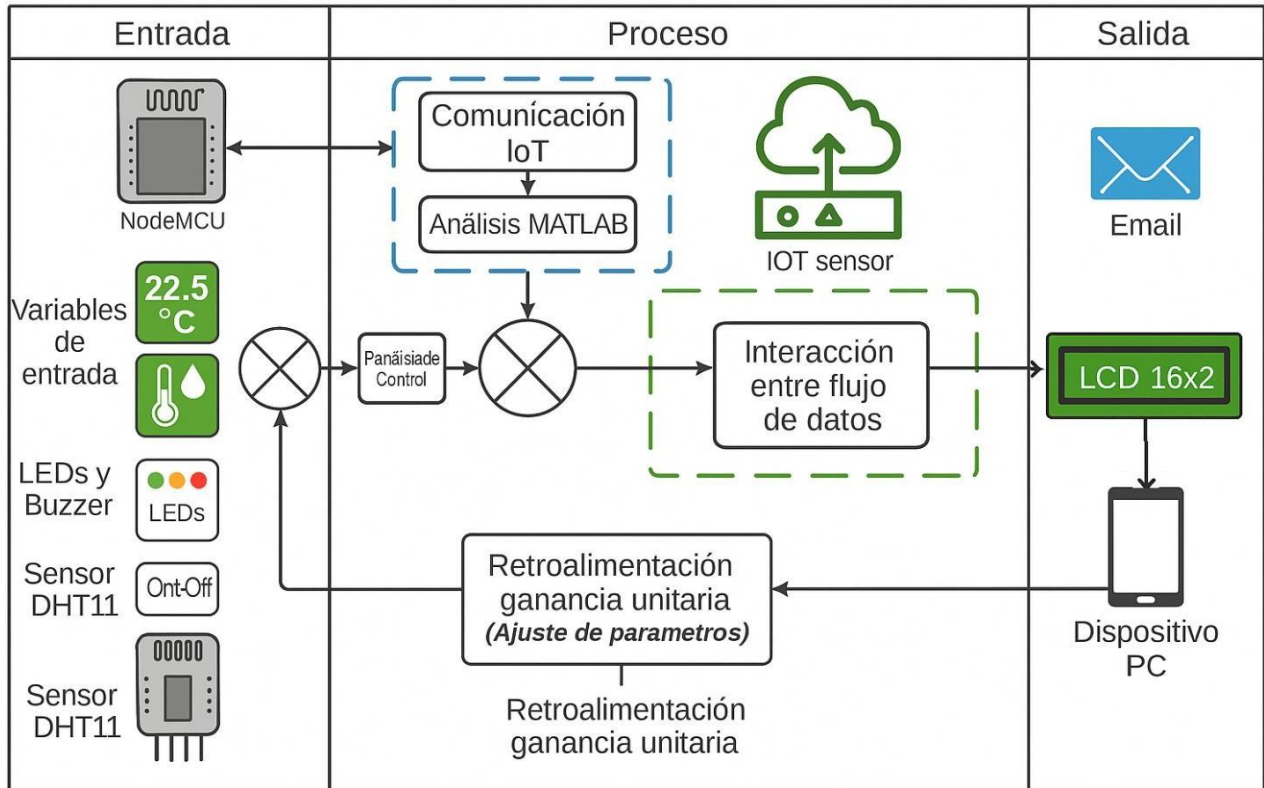 Entrada
Proceso
Salida
NodeMCU
Comunícación
IoT
Análisis MATLAB
IOT sensor
Email
Variables
de
entrada
22.5
°C
Panäisiade
Control
Interacción
entre flujo
de datos
LCD 16x2
LEDs y
Buzzer
LEDs
Sensor
DHT11
Ont-Off
Sensor
DHT11
Retroalimentación
ganancia unitaria
(Ajuste de parametros)
Retroalimentación
ganancia unitaria
Dispositivo
PC